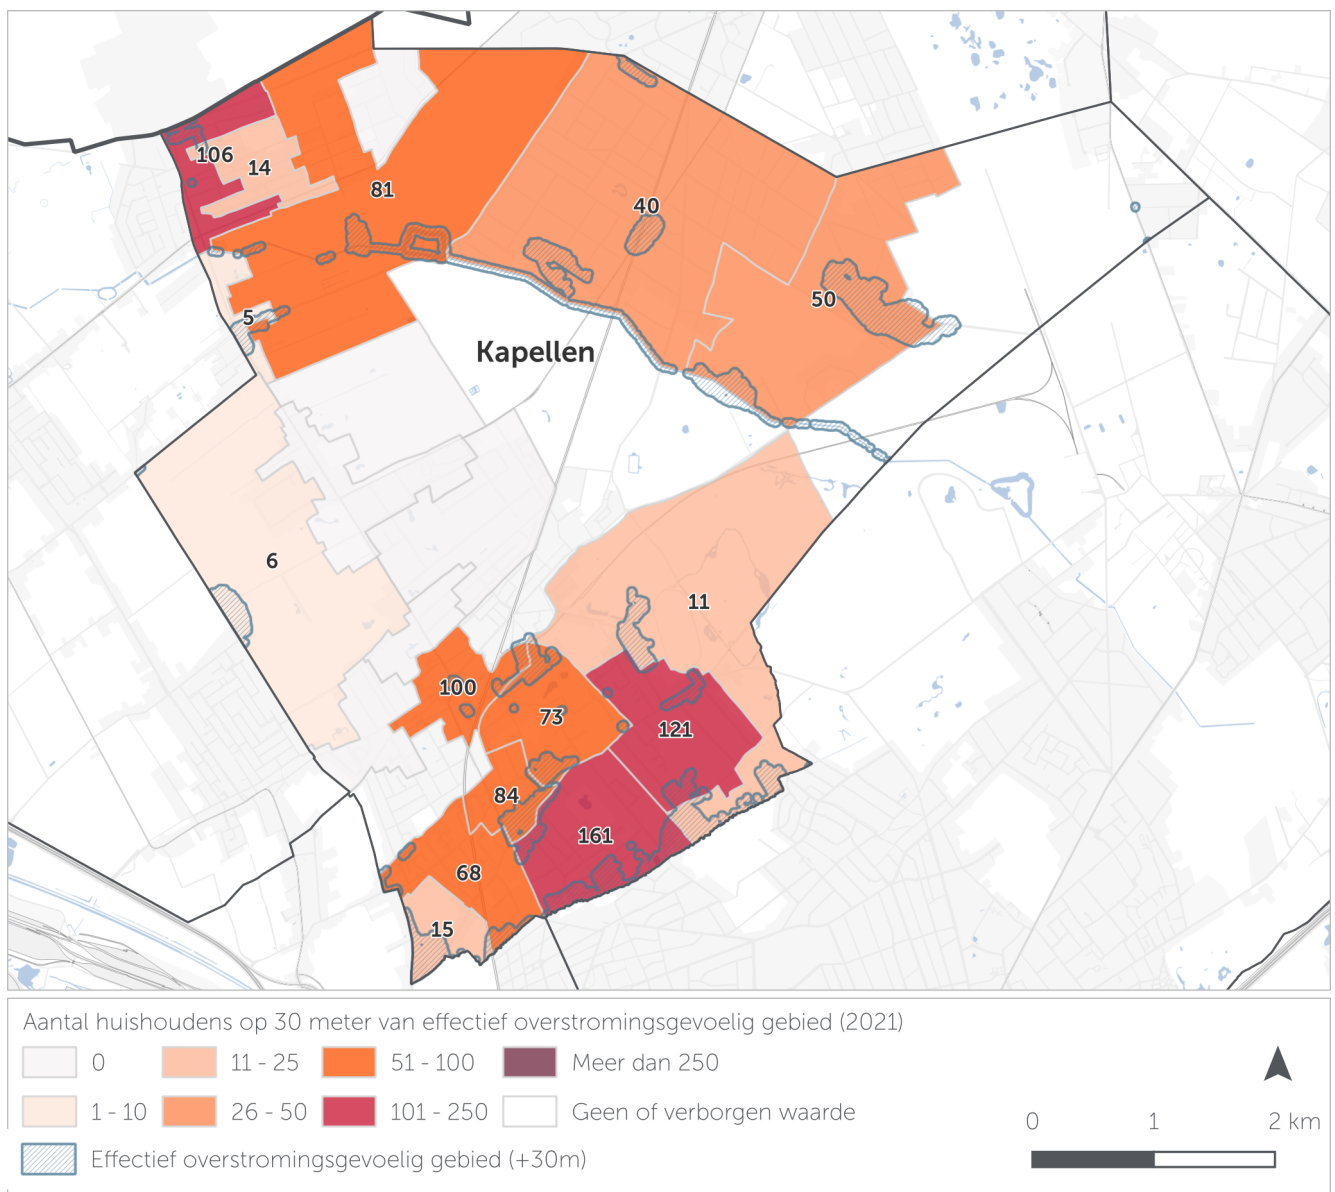 106
14
81
40
50
5
Kapellen
6
11
100
73
121
84
161
68
15
Aantal huishoudens op 30 meter van effectief overstromingsgevoelig gebied (2021)
0 11 - 25 51 - 100 Meer dan 250
1 - 10 26 - 50 101 - 250 Geen of verborgen waarde
Effectief overstromingsgevoelig gebied (+30m)
0 1 2 km